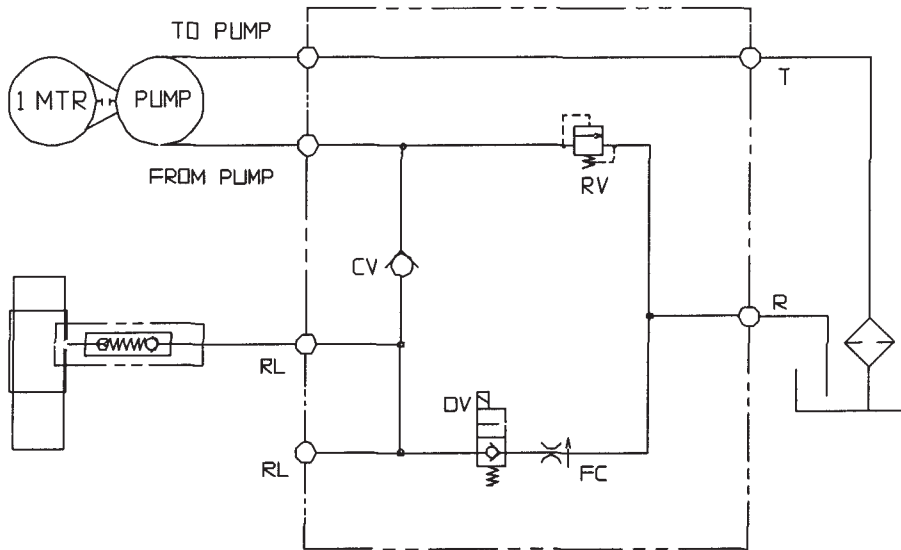 TO PUMP
T
1 MTR
PUMP
FROM PUMP
RV
CV
R
RL
DV
RL
FC